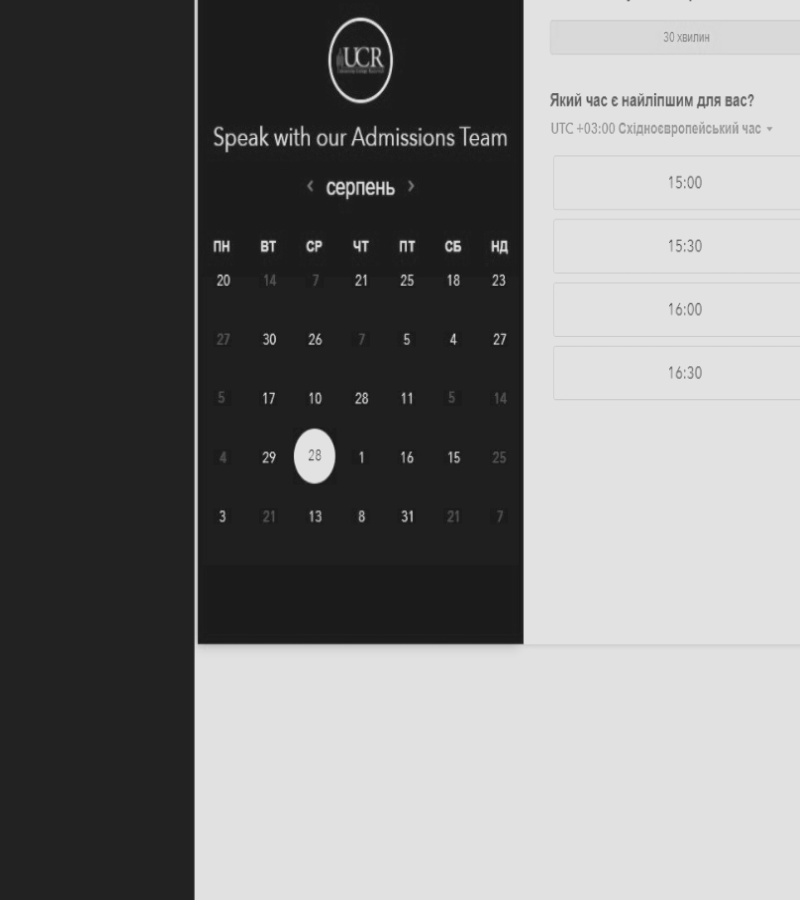 UCR
Speak with our Admissions Team
‹ серпень ›
ПН ВТ СР ЧТ ПТ СБ НД
20 14 7 21 25 18 23
27 30 26 7 5 4 27
5 17 10 28 11 5 14
4 29 28 1 16 15 25
3 21 13 8 31 21 7
30 хвилин
Який час є найліпшим для вас?
UTC +03:00 Східноєвропейський час
15:00
15:30
16:00
16:30